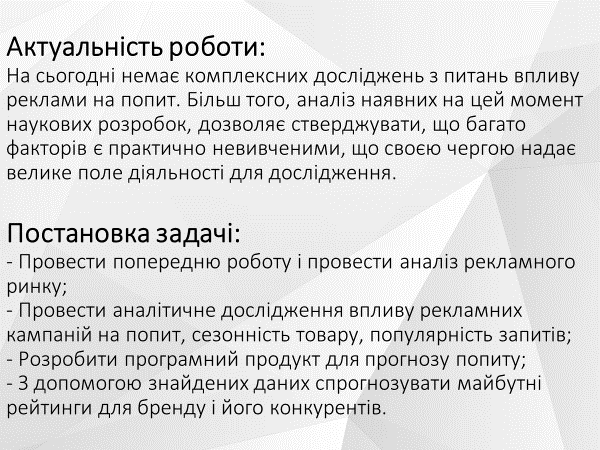 Актуальність роботи:
На сьогодні немає комплексних досліджень з питань впливу
реклами на попит. Більш того, аналіз наявних на цей момент
наукових розробок, дозволяє стверджувати, що багато
факторів є практично невивченими, що своєю чергою надає
велике поле діяльності для дослідження.
Постановка задачі:
- Провести попередню роботу і провести аналіз рекламного
ринку;
- Провести аналітичне дослідження впливу рекламних
кампаній на попит, сезонність товару, популярність запитів;
- Розробити програмний продукт для прогнозу попиту;
- З допомогою знайдених даних спрогнозувати майбутні
рейтинги для бренду і його конкурентів.